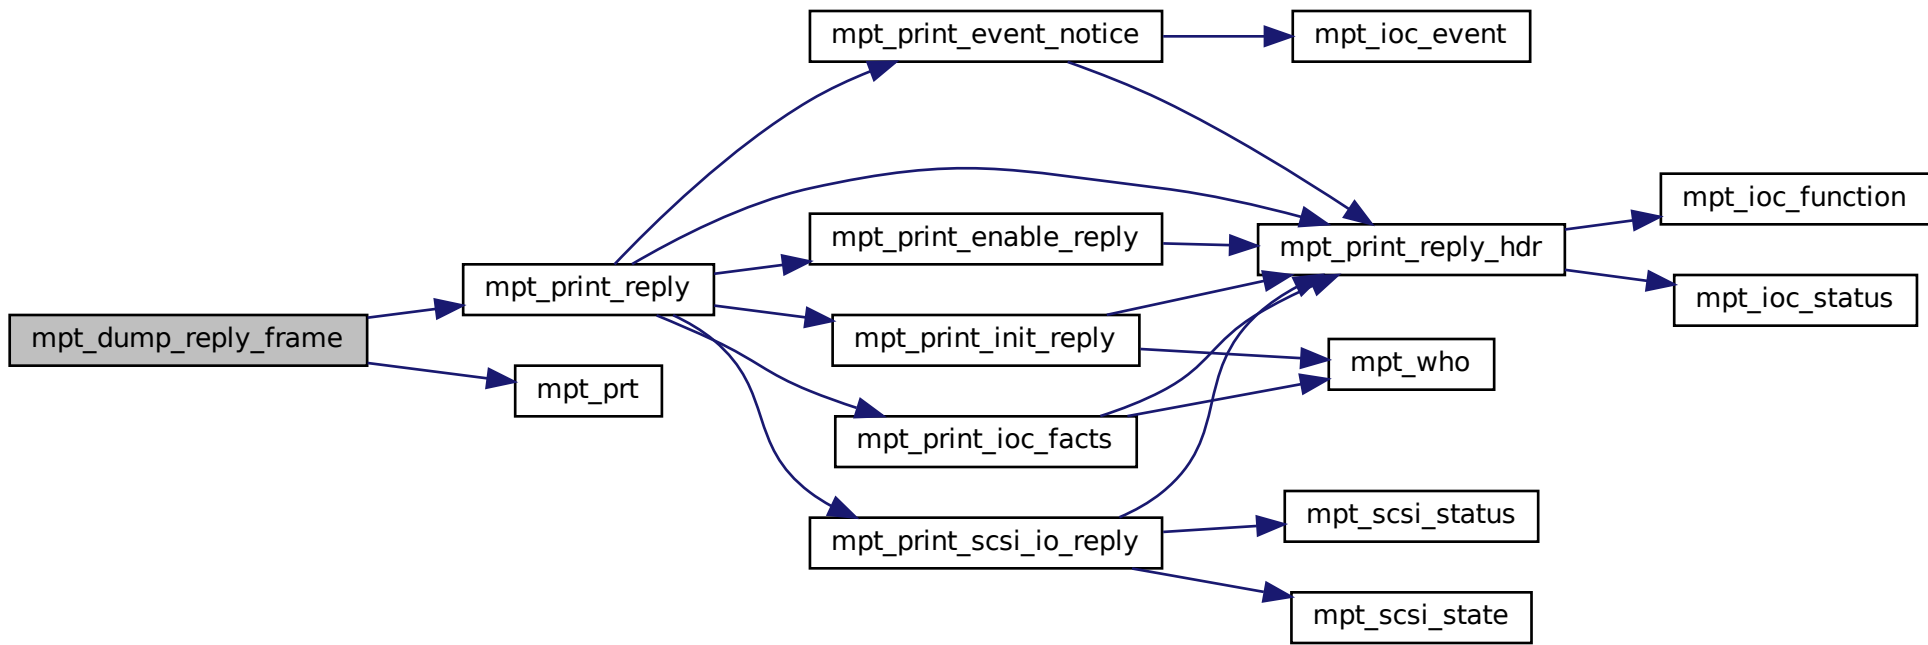 mpt_dump_reply_frame
mpt_print_reply
mpt_prt
mpt_print_event_notice
mpt_print_enable_reply
mpt_print_init_reply
mpt_print_ioc_facts
mpt_print_scsi_io_reply
mpt_ioc_event
mpt_print_reply_hdr
mpt_who
mpt_scsi_status
mpt_scsi_state
mpt_ioc_function
mpt_ioc_status